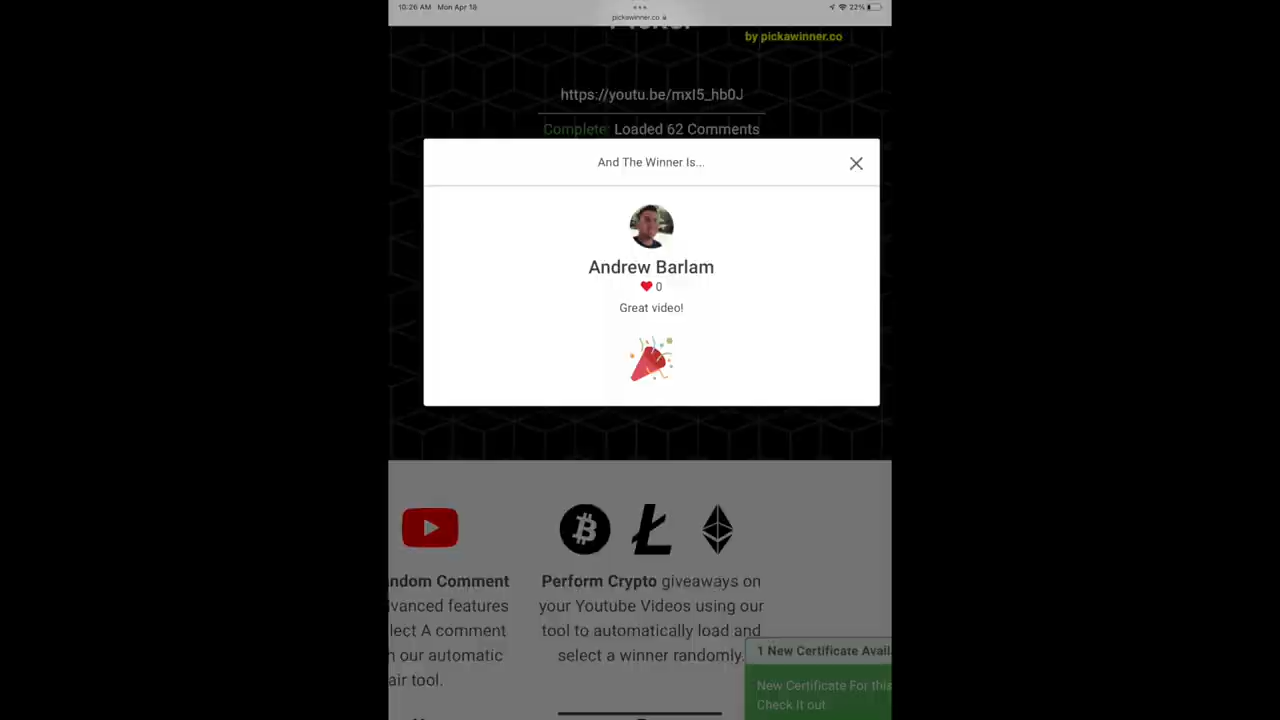 10:26 AM Mon Apr 18
22%
pickawinner.co
Picker
by pickawinner.co
https://youtu.be/mxI5_hb0J
Complete: Loaded 62 Comments
And The Winner Is...
Andrew Barlam
0
Great video!
ndom Comment
vanced features
lect A comment
h our automatic
air tool.
Perform Crypto giveaways on
your Youtube Videos using our
tool to automatically load and
select a winner randomly.
1 New Certificate Avail
New Certificate For this
Check It out